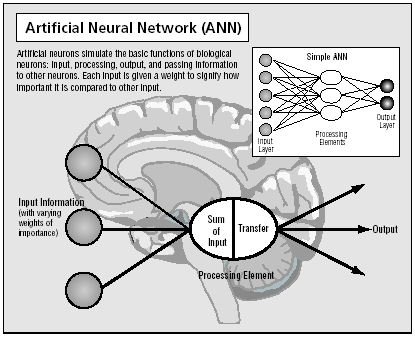 Artificial Neural Network (ANN)
Artificial neurons simulate the basic functions of biological
neurons: input, processing, output, and passing information
to other neurons. Each input is given a weight to signify how
important it is compared to other input.
Simple ANN
Input
Layer
Processing
Elements
Output
Layer
Input Information
(with varying
weights of
importance)
Sum
of
Input
Transfer
Output
Processing Element